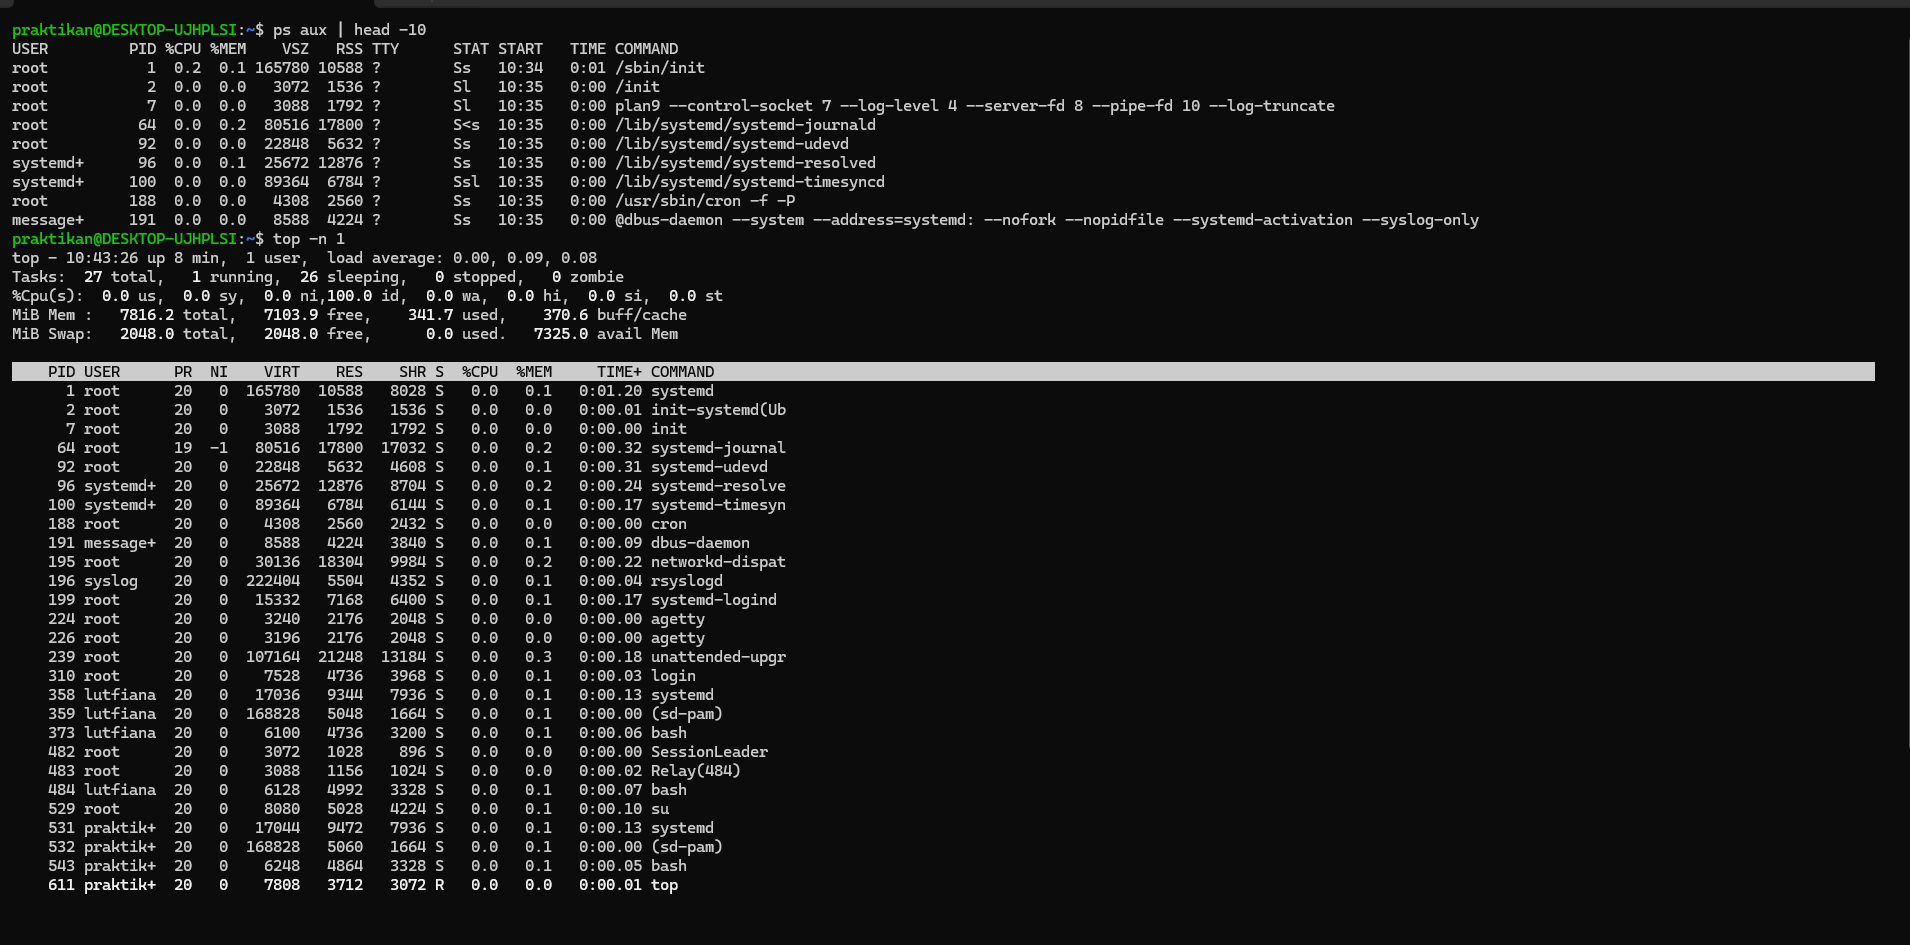 praktikan@DESKTOP-UJHPLSI:~$ ps aux | head -10
USER         PID %CPU %MEM    VSZ   RSS TTY      STAT START   TIME COMMAND
root           1  0.2  0.1 165780 10588 ?        Ss   10:34   0:01 /sbin/init
root           2  0.0  0.0   3072  1536 ?        Sl   10:35   0:00 /init
root           7  0.0  0.0   3088  1792 ?        Sl   10:35   0:00 plan9 --control-socket 7 --log-level 4 --server-fd 8 --pipe-fd 10 --log-truncate
root          64  0.0  0.2  80516 17800 ?        S<s  10:35   0:00 /lib/systemd/systemd-journald
root          92  0.0  0.0  22848  5632 ?        Ss   10:35   0:00 /lib/systemd/systemd-udevd
systemd+      96  0.0  0.1  25672 12876 ?        Ss   10:35   0:00 /lib/systemd/systemd-resolved
systemd+     100  0.0  0.0  89364  6784 ?        Ssl  10:35   0:00 /lib/systemd/systemd-timesyncd
root         188  0.0  0.0   4308  2560 ?        Ss   10:35   0:00 /usr/sbin/cron -f -P
message+     191  0.0  0.0   8588  4224 ?        Ss   10:35   0:00 @dbus-daemon --system --address=systemd: --nofork --nopidfile --systemd-activation --syslog-only
praktikan@DESKTOP-UJHPLSI:~$ top -n 1
top - 10:43:26 up 8 min,  1 user,  load average: 0.00, 0.09, 0.08
Tasks:  27 total,   1 running,  26 sleeping,   0 stopped,   0 zombie
%Cpu(s):  0.0 us,  0.0 sy,  0.0 ni,100.0 id,  0.0 wa,  0.0 hi,  0.0 si,  0.0 st
MiB Mem :   7816.2 total,   7103.9 free,    341.7 used,    370.6 buff/cache
MiB Swap:   2048.0 total,   2048.0 free,      0.0 used.   7325.0 avail Mem
    PID USER      PR  NI    VIRT    RES    SHR S  %CPU  %MEM     TIME+ COMMAND
      1 root      20   0  165780  10588   8028 S   0.0   0.1   0:01.20 systemd
      2 root      20   0    3072   1536   1536 S   0.0   0.0   0:00.01 init-systemd(Ub
      7 root      20   0    3088   1792   1792 S   0.0   0.0   0:00.00 init
     64 root      19  -1   80516  17800  17032 S   0.0   0.2   0:00.32 systemd-journal
     92 root      20   0   22848   5632   4608 S   0.0   0.1   0:00.31 systemd-udevd
     96 systemd+  20   0   25672  12876   8704 S   0.0   0.2   0:00.24 systemd-resolve
    100 systemd+  20   0   89364   6784   6144 S   0.0   0.1   0:00.17 systemd-timesyn
    188 root      20   0    4308   2560   2432 S   0.0   0.0   0:00.00 cron
    191 message+  20   0    8588   4224   3840 S   0.0   0.1   0:00.09 dbus-daemon
    195 root      20   0   30136  18304   9984 S   0.0   0.2   0:00.22 networkd-dispat
    196 syslog    20   0  222404   5504   4352 S   0.0   0.1   0:00.04 rsyslogd
    199 root      20   0   15332   7168   6400 S   0.0   0.1   0:00.17 systemd-logind
    224 root      20   0    3240   2176   2048 S   0.0   0.0   0:00.00 agetty
    226 root      20   0    3196   2176   2048 S   0.0   0.0   0:00.00 agetty
    239 root      20   0  107164  21248  13184 S   0.0   0.3   0:00.18 unattended-upgr
    310 root      20   0    7528   4736   3968 S   0.0   0.1   0:00.03 login
    358 lutfiana  20   0   17036   9344   7936 S   0.0   0.1   0:00.13 systemd
    359 lutfiana  20   0  168828   5048   1664 S   0.0   0.1   0:00.00 (sd-pam)
    373 lutfiana  20   0    6100   4736   3200 S   0.0   0.1   0:00.06 bash
    482 root      20   0    3072   1028    896 S   0.0   0.0   0:00.00 SessionLeader
    483 root      20   0    3088   1156   1024 S   0.0   0.0   0:00.02 Relay(484)
    484 lutfiana  20   0    6128   4992   3328 S   0.0   0.1   0:00.07 bash
    529 root      20   0    8080   5028   4224 S   0.0   0.1   0:00.10 su
    531 praktik+  20   0   17044   9472   7936 S   0.0   0.1   0:00.13 systemd
    532 praktik+  20   0  168828   5060   1664 S   0.0   0.1   0:00.00 (sd-pam)
    543 praktik+  20   0    6248   4864   3328 S   0.0   0.1   0:00.05 bash
    611 praktik+  20   0    7808   3712   3072 R   0.0   0.0   0:00.01 top